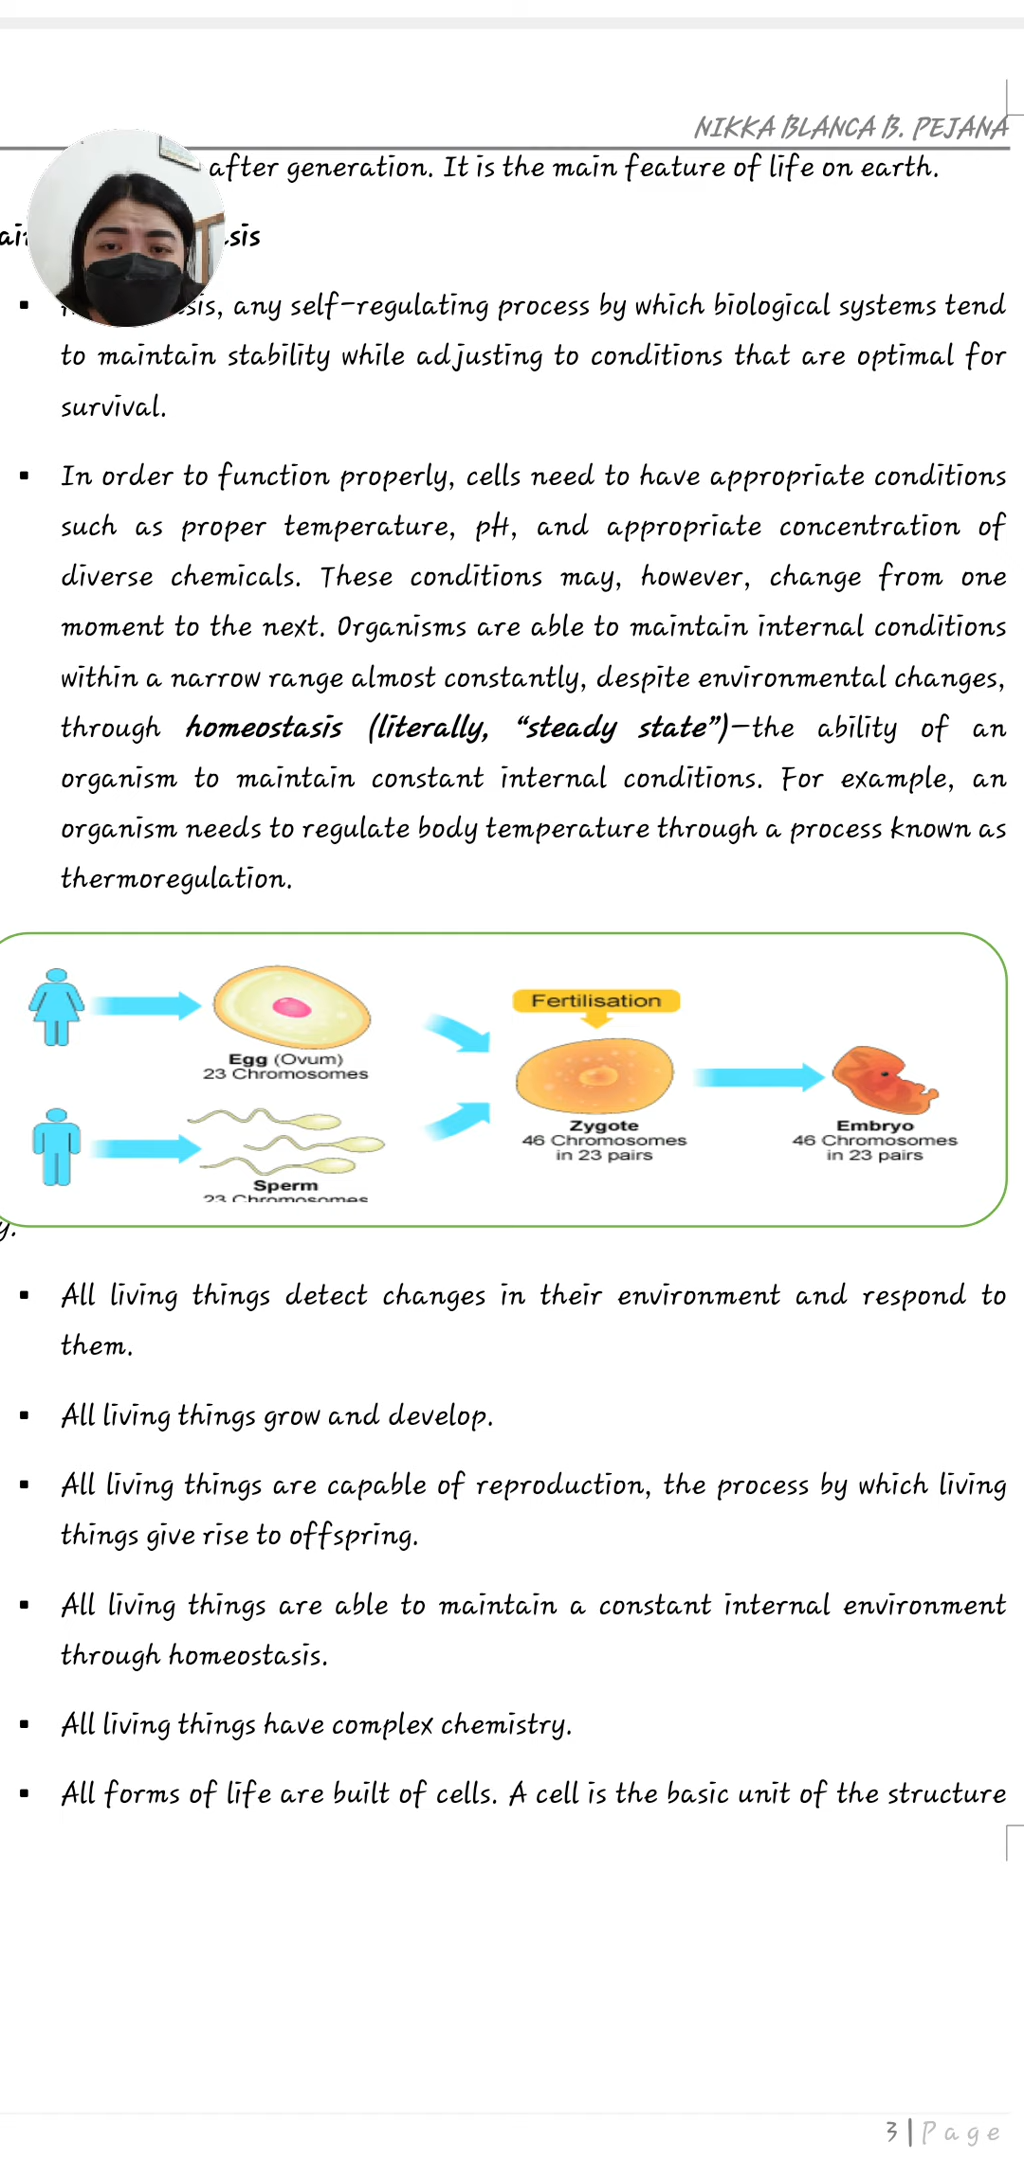 NIKKA BLANCA B. PEJANA
after generation. It is the main feature of life on earth.
▪ any self-regulating process by which biological systems tend
to maintain stability while adjusting to conditions that are optimal for
survival.
▪ In order to function properly, cells need to have appropriate conditions
such as proper temperature, pH, and appropriate concentration of
diverse chemicals. These conditions may, however, change from one
moment to the next. Organisms are able to maintain internal conditions
within a narrow range almost constantly, despite environmental changes,
through homeostasis (literally, “steady state”)—the ability of an
organism to maintain constant internal conditions. For example, an
organism needs to regulate body temperature through a process known as
thermoregulation.
Egg (Ovum)
23 Chromosomes
Sperm
23 Chromosomes
Fertilisation
Zygote
46 Chromosomes
in 23 pairs
Embryo
46 Chromosomes
in 23 pairs
y.
▪ All living things detect changes in their environment and respond to
them.
▪ All living things grow and develop.
▪ All living things are capable of reproduction, the process by which living
things give rise to offspring.
▪ All living things are able to maintain a constant internal environment
through homeostasis.
▪ All living things have complex chemistry.
▪ All forms of life are built of cells. A cell is the basic unit of the structure
3 | Page